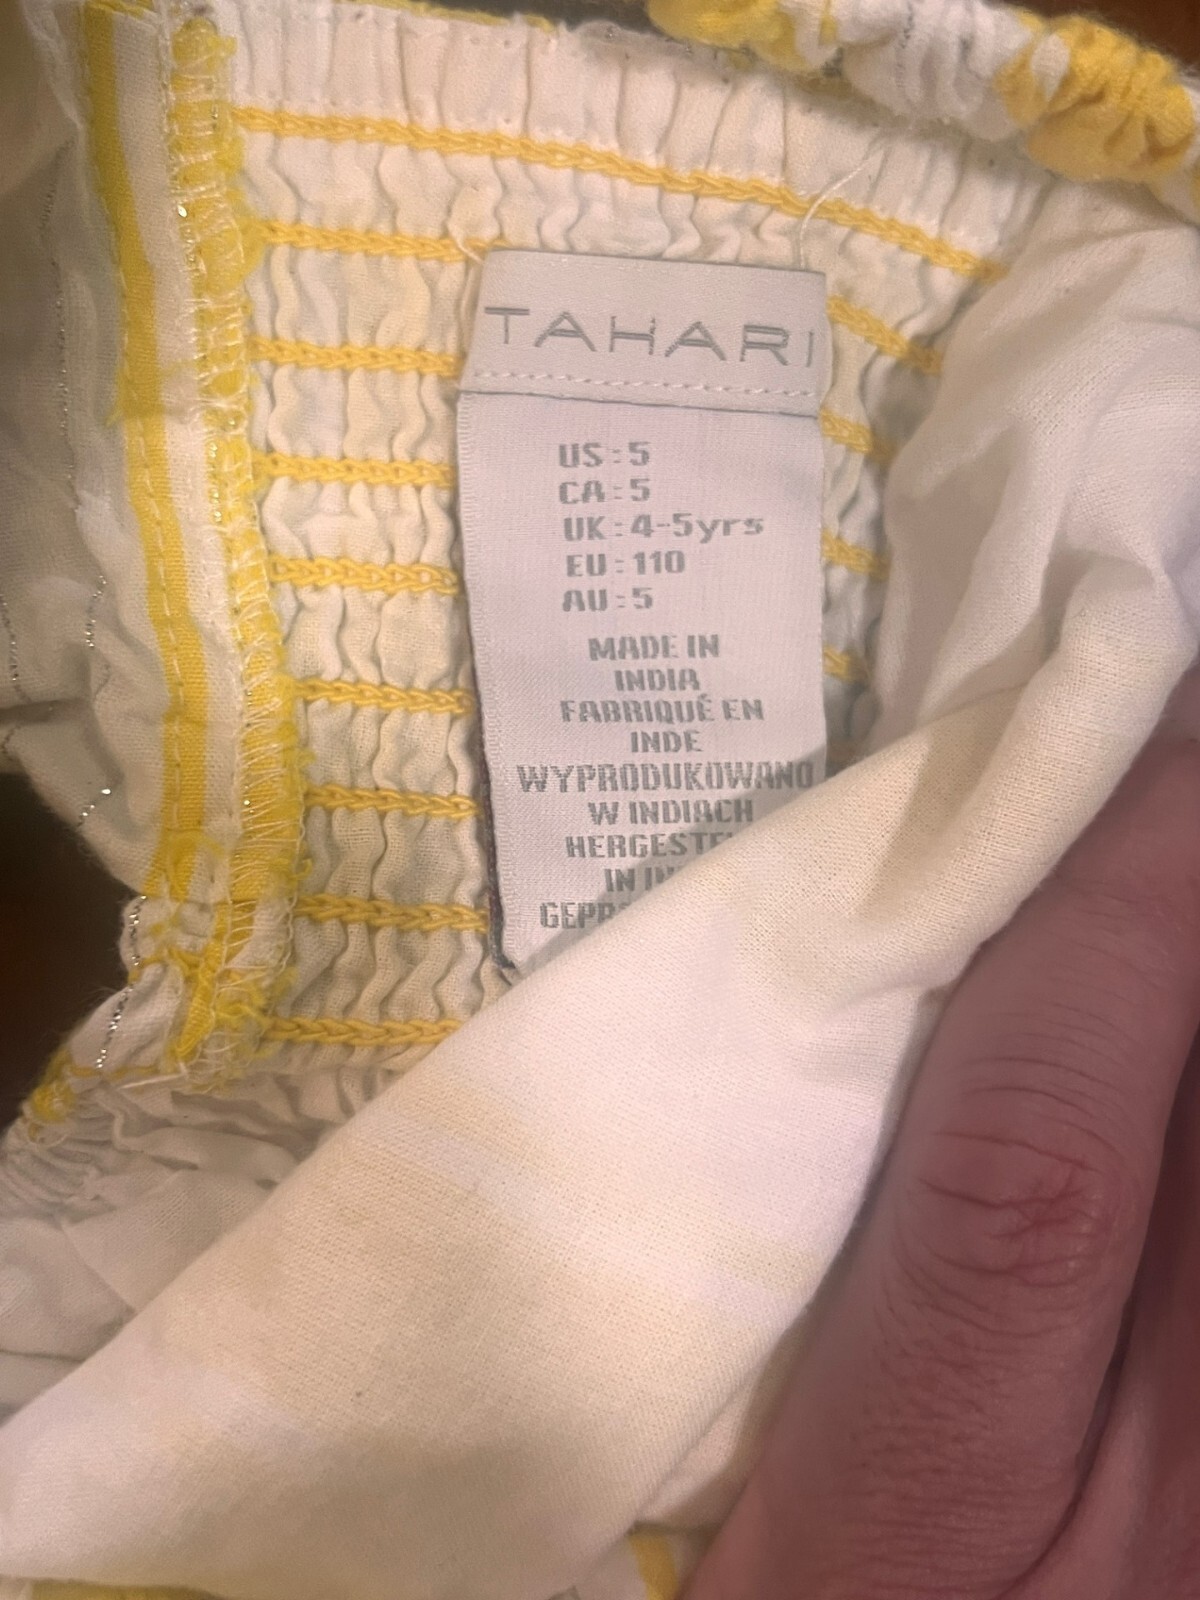 TAHARI
US : 5
CA : 5
UK : 4-5yrs
EU : 110
AU : 5
MADE IN
INDIA
FABRIQUÉ EN
INDE
WYPRODUKOWANO
W INDIACH
IN